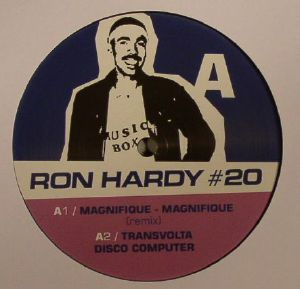 A
MUSIC
BOX
RON HARDY #20
A1 / MAGNIFIQUE - MAGNIFIQUE
(remix)
A2 / TRANSVOLTA
DISCO COMPUTER